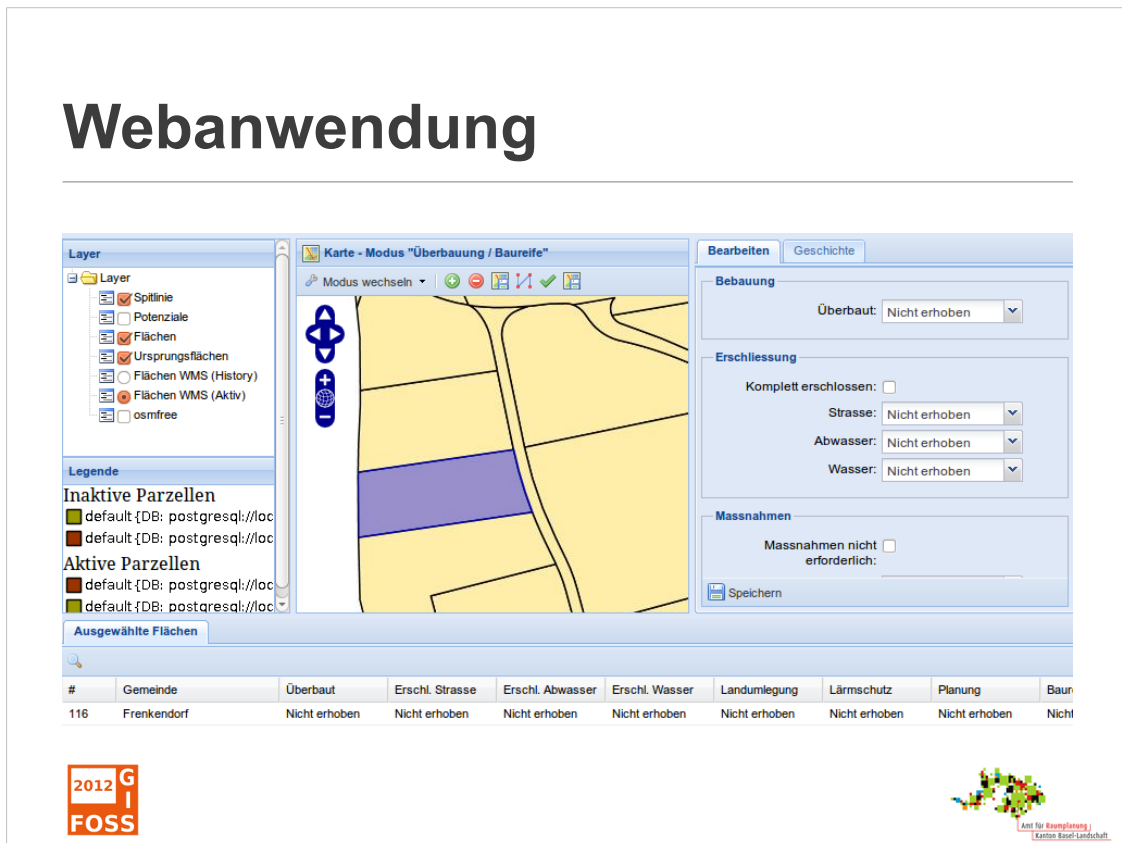 Webanwendung
Layer
Layer
Spitlinie
Potenziale
Flächen
Ursprungsflächen
Flächen WMS (History)
Flächen WMS (Aktiv)
osmfree
Legende
Inaktive Parzellen
default {DB: postgresql://loc
default {DB: postgresql://loc
Aktive Parzellen
default {DB: postgresql://loc
default {DB: postgresql://loc
Karte - Modus "Überbauung / Baureife"
Modus wechseln
Bearbeiten Geschichte
Bebauung
Überbaut: Nicht erhoben
Erschliessung
Komplett erschlossen:
Strasse: Nicht erhoben
Abwasser: Nicht erhoben
Wasser: Nicht erhoben
Massnahmen
Massnahmen nicht
erforderlich:
Speichern
Ausgewählte Flächen
# Gemeinde Überbaut Erschl. Strasse Erschl. Abwasser Erschl. Wasser Landumlegung Lärmschutz Planung Baure
116 Frenkendorf Nicht erhoben Nicht erhoben Nicht erhoben Nicht erhoben Nicht erhoben Nicht erhoben Nicht erhoben Nicht
2012 G
I
FOSS
Amt für Raumplanung
Kanton Basel-Landschaft